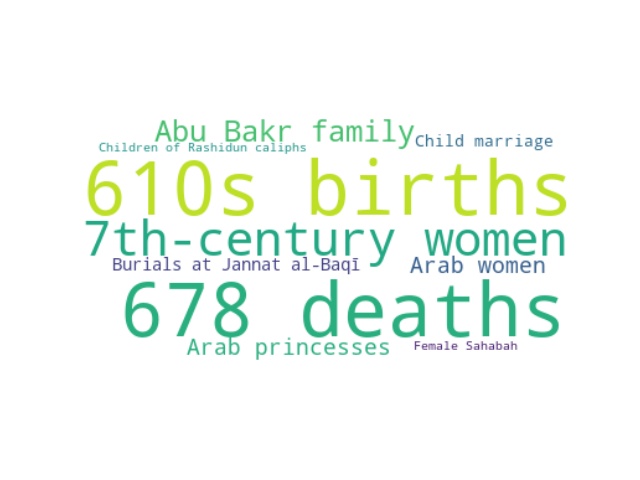 Abu Bakr family
Child marriage
Children of Rashidun caliphs
610s births
7th-century women
Burials at Jannat al-Baqī
Arab women
678 deaths
Arab princesses
Female Sahabah